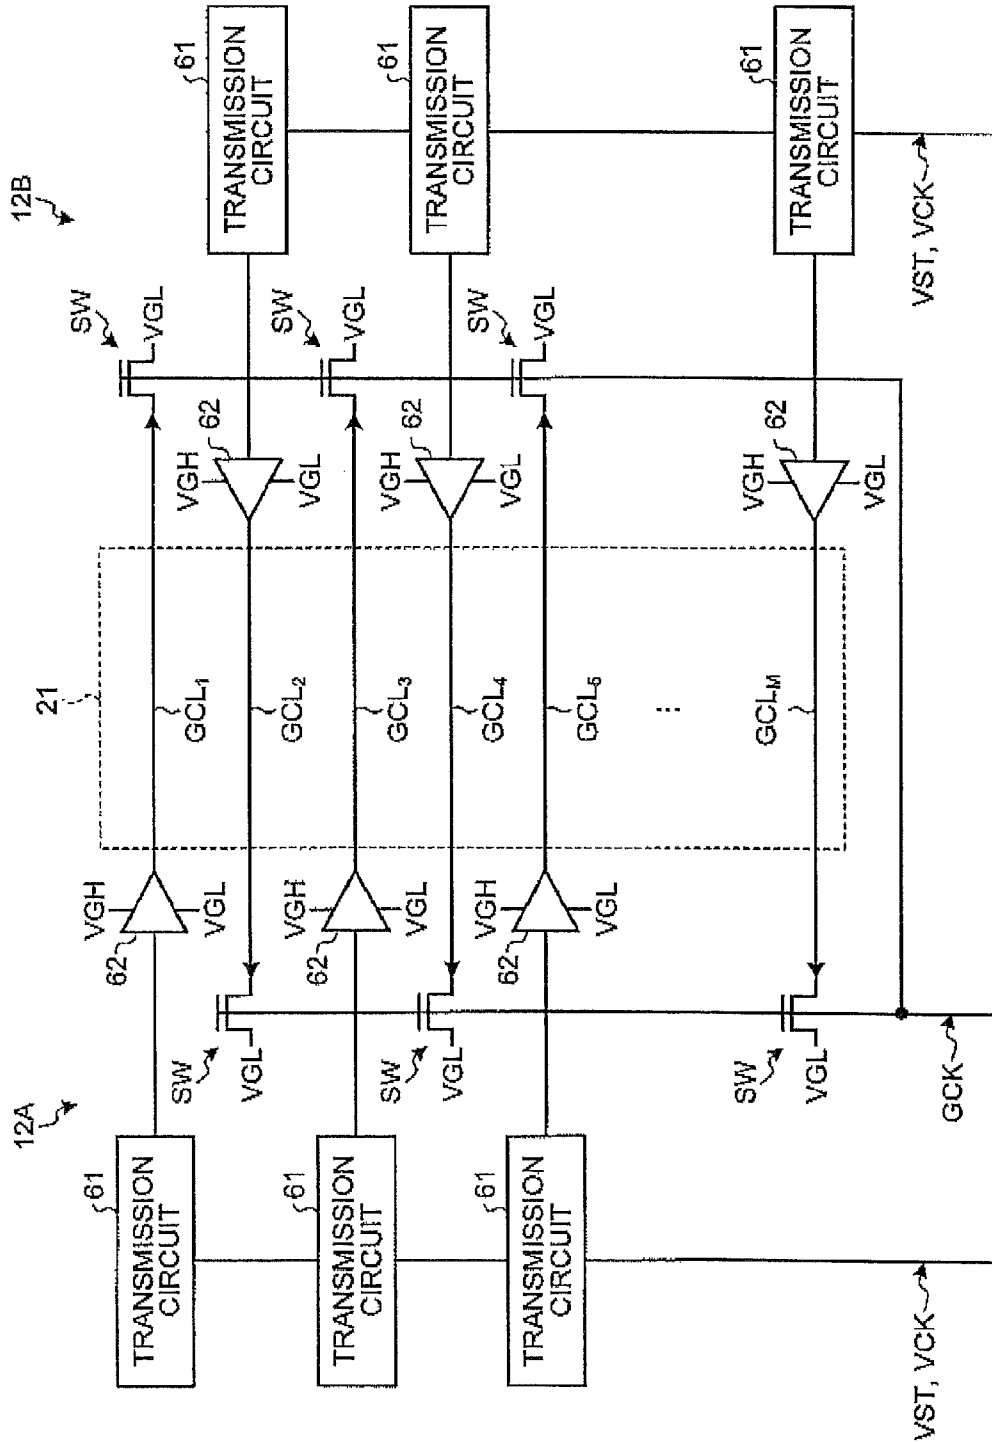 12A
12B
21
TRANSMISSION
CIRCUIT
61
62
VGH
VGL
GCL1
SW
VGL
SW
VGL
GCL2
VGH
VGL
62
TRANSMISSION
CIRCUIT
61
TRANSMISSION
CIRCUIT
61
62
VGH
VGL
GCL3
SW
VGL
SW
VGL
GCL4
VGH
VGL
62
TRANSMISSION
CIRCUIT
61
TRANSMISSION
CIRCUIT
61
62
VGH
VGL
GCL5
SW
VGL
...
SW
VGL
GCLM
VGH
VGL
62
TRANSMISSION
CIRCUIT
61
VST, VCK
GCK
VST, VCK